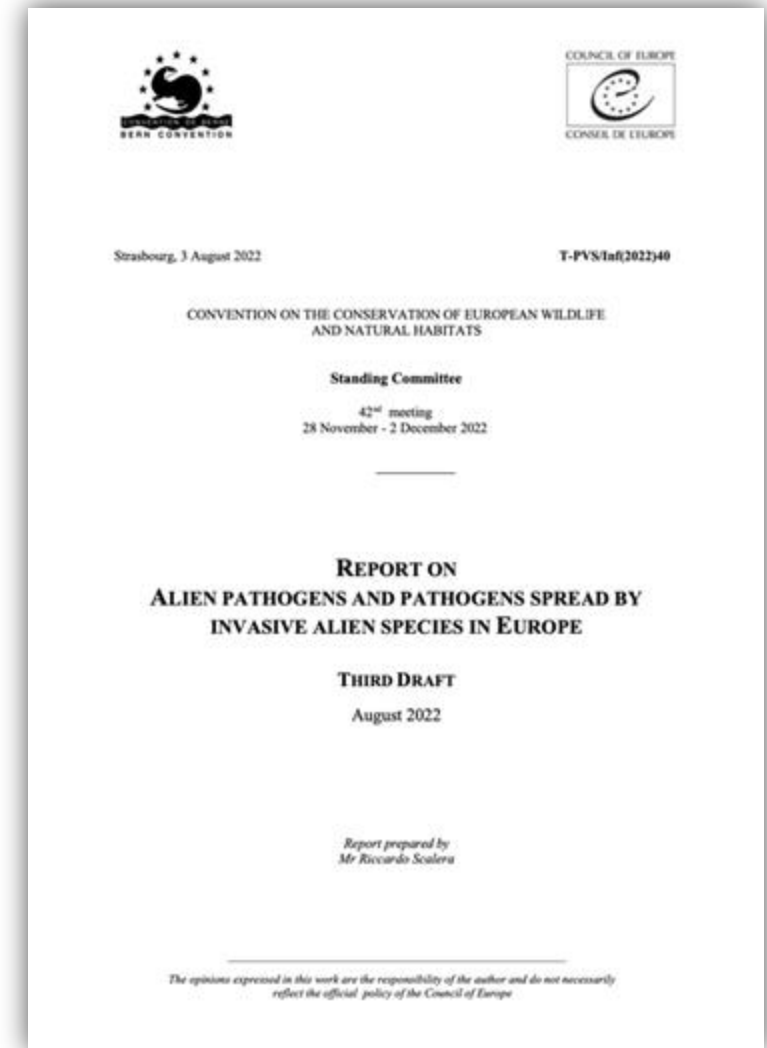 COUNCIL OF EUROPE
CONVENTION DE BERNE
BERN CONVENTION
CONSEIL DE L'EUROPE
Strasbourg, 3 August 2022
T-PVS/Inf(2022)40
CONVENTION ON THE CONSERVATION OF EUROPEAN WILDLIFE
AND NATURAL HABITATS
Standing Committee
42nd meeting
28 November - 2 December 2022
REPORT ON
ALIEN PATHOGENS AND PATHOGENS SPREAD BY
INVASIVE ALIEN SPECIES IN EUROPE
THIRD DRAFT
August 2022
Report prepared by
Mr Riccardo Scalera
The opinions expressed in this work are the responsibility of the author and do not necessarily
reflect the official policy of the Council of Europe